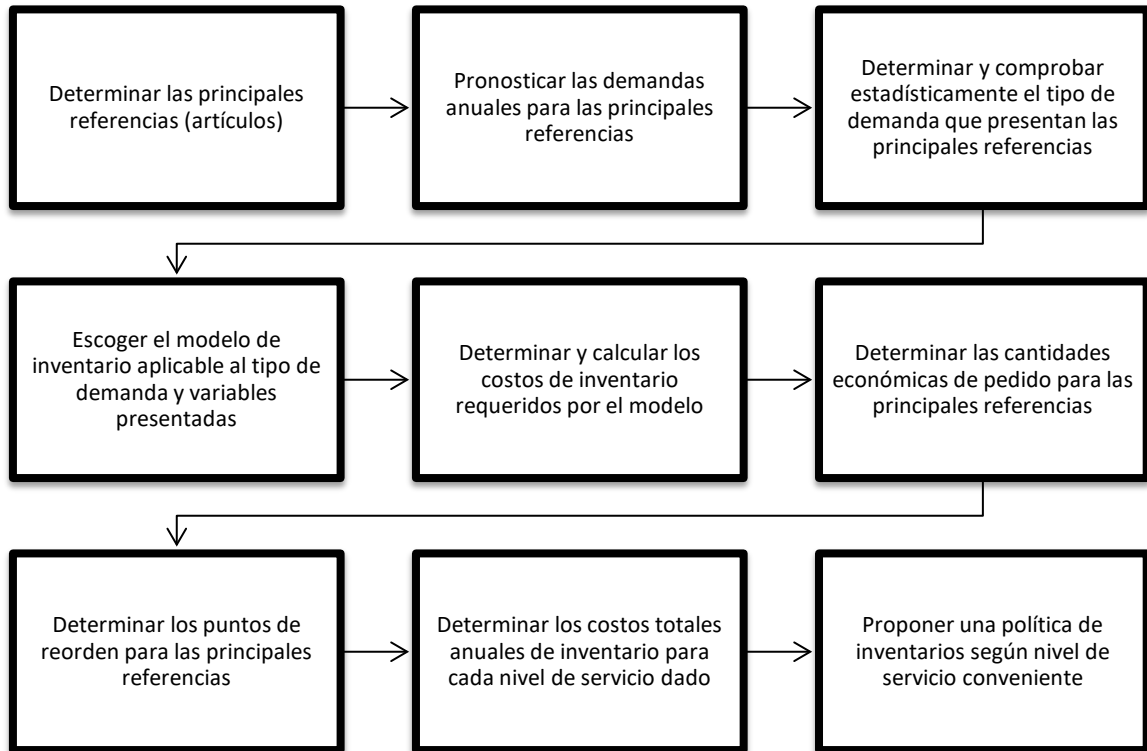 Determinar las principales
referencias (artículos)
Pronosticar las demandas
anuales para las principales
referencias
Determinar y comprobar
estadísticamente el tipo de
demanda que presentan las
principales referencias
Escoger el modelo de
inventario aplicable al tipo de
demanda y variables
presentadas
Determinar y calcular los
costos de inventario
requeridos por el modelo
Determinar las cantidades
económicas de pedido para las
principales referencias
Determinar los puntos de
reorden para las principales
referencias
Determinar los costos totales
anuales de inventario para
cada nivel de servicio dado
Proponer una política de
inventarios según nivel de
servicio conveniente